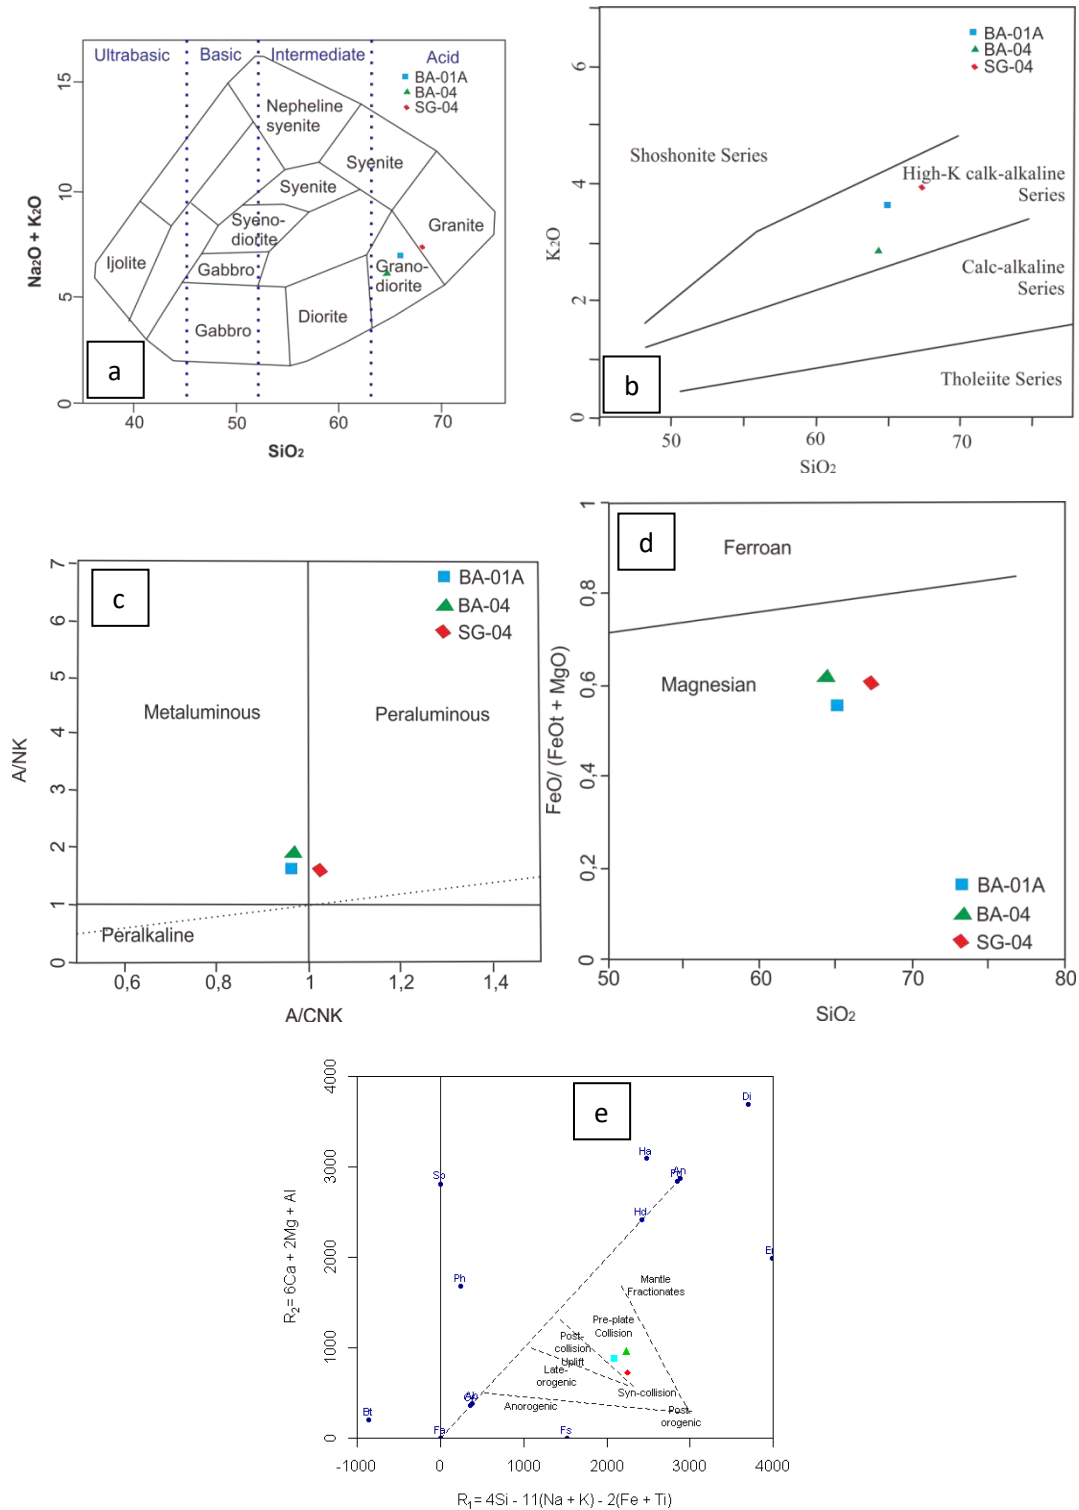 Ultrabasic
Basic
Intermediate
Acid
BA-01A
BA-04
SG-04
Nepheline
syenite
Syenite
Syenite
Granite
Syeno-
diorite
Ijolite
Gabbro
Grano-
diorite
Diorite
Gabbro
a
15
10
5
0
40
50
60
70
Na₂O + K₂O
SiO₂
BA-01A
BA-04
SG-04
Shoshonite Series
High-K calk-alkaline
Series
Calc-alkaline
Series
Tholeiite Series
b
6
4
2
0
50
60
70
K₂O
SiO₂
c
BA-01A
BA-04
SG-04
Metaluminous
Peraluminous
Peralkaline
7
6
5
4
3
2
1
0
0,6
0,8
1
1,2
1,4
A/NK
A/CNK
d
Ferroan
Magnesian
BA-01A
BA-04
SG-04
1
0,8
0,6
0,4
0,2
0
50
60
70
80
FeO/ (FeOt + MgO)
SiO₂
e
Di
Ha
An
Sp
Hd
Ph
Mantle
Fractionates
Pre-plate
Collision
Post-
collision
Uplift
Late-
orogenic
Syn-collision
Anorogenic
Post-
orogenic
Bt
Fa
Fs
4000
3000
2000
1000
0
-1000
0
1000
2000
3000
4000
R₂= 6Ca + 2Mg + Al
R₁= 4Si - 11(Na + K) - 2(Fe + Ti)